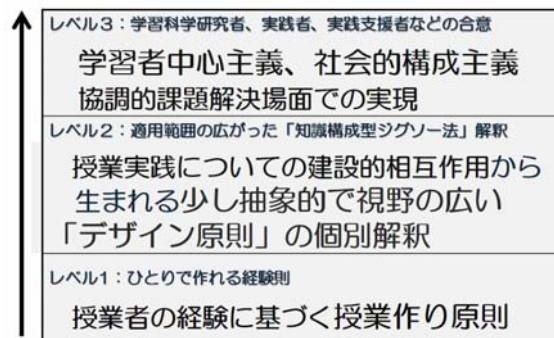 レベル3:学習科学研究者、実践者、実践支援者などの合意
学習者中心主義、社会的構成主義
協調的課題解決場面での実現
レベル2:適用範囲の広がった「知識構成型ジグソー法」解釈
授業実践についての建設的相互作用から
生まれる少し抽象的で視野の広い
「デザイン原則」の個別解釈
レベル1:ひとりで作れる経験則
授業者の経験に基づく授業作り原則